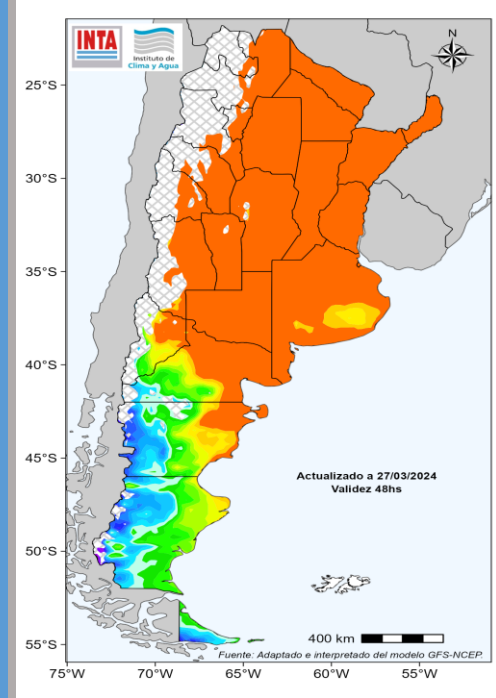 INTA
Instituto de
Clima y Agua
N
25°S
30°S
35°S
40°S
45°S
Actualizado a 27/03/2024
Validez 48hs
50°S
55°S
400 km
Fuente: Adaptado e interpretado del modelo GFS-NCEP.
75°W
70°W
65°W
60°W
55°W